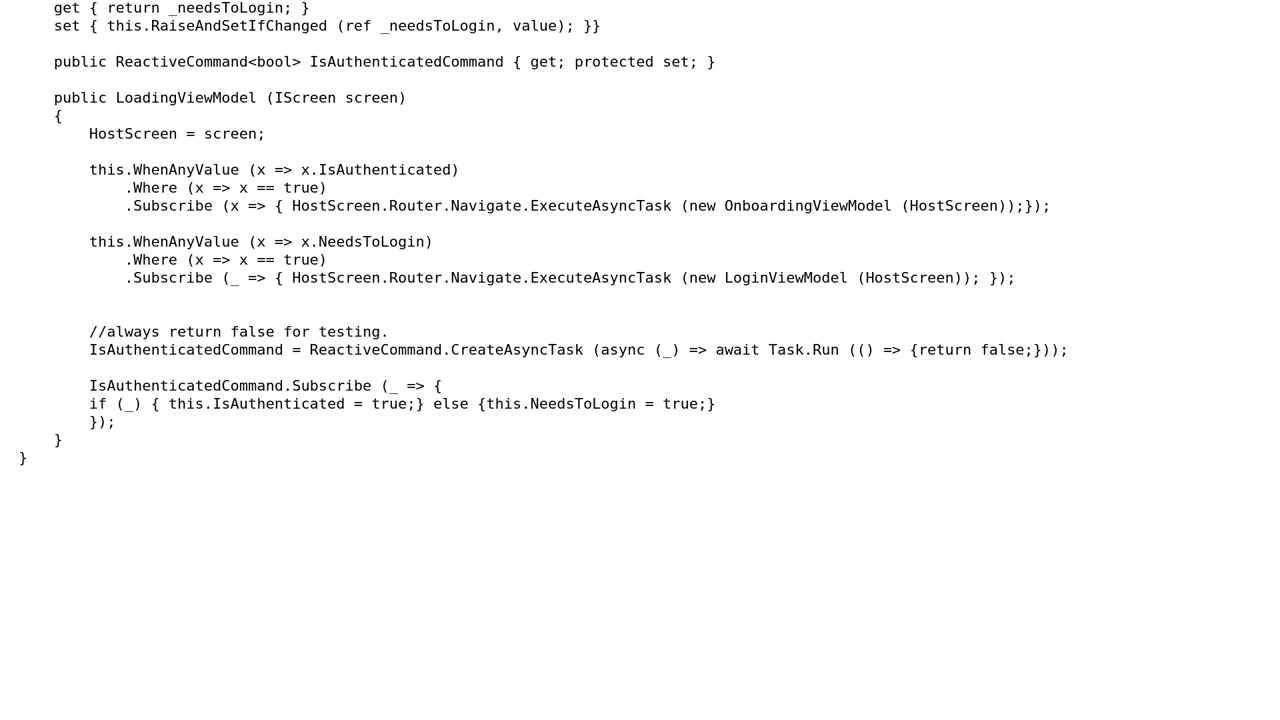 get { return _needsToLogin; }
    set { this.RaiseAndSetIfChanged (ref _needsToLogin, value); }}

    public ReactiveCommand<bool> IsAuthenticatedCommand { get; protected set; }

    public LoadingViewModel (IScreen screen)
    {
        HostScreen = screen;

        this.WhenAnyValue (x => x.IsAuthenticated)
            .Where (x => x == true)
            .Subscribe (x => { HostScreen.Router.Navigate.ExecuteAsyncTask (new OnboardingViewModel (HostScreen));});

        this.WhenAnyValue (x => x.NeedsToLogin)
            .Where (x => x == true)
            .Subscribe (_ => { HostScreen.Router.Navigate.ExecuteAsyncTask (new LoginViewModel (HostScreen)); });


        //always return false for testing.
        IsAuthenticatedCommand = ReactiveCommand.CreateAsyncTask (async (_) => await Task.Run (() => {return false;}));

        IsAuthenticatedCommand.Subscribe (_ => {
        if (_) { this.IsAuthenticated = true;} else {this.NeedsToLogin = true;}
        });
    }
}